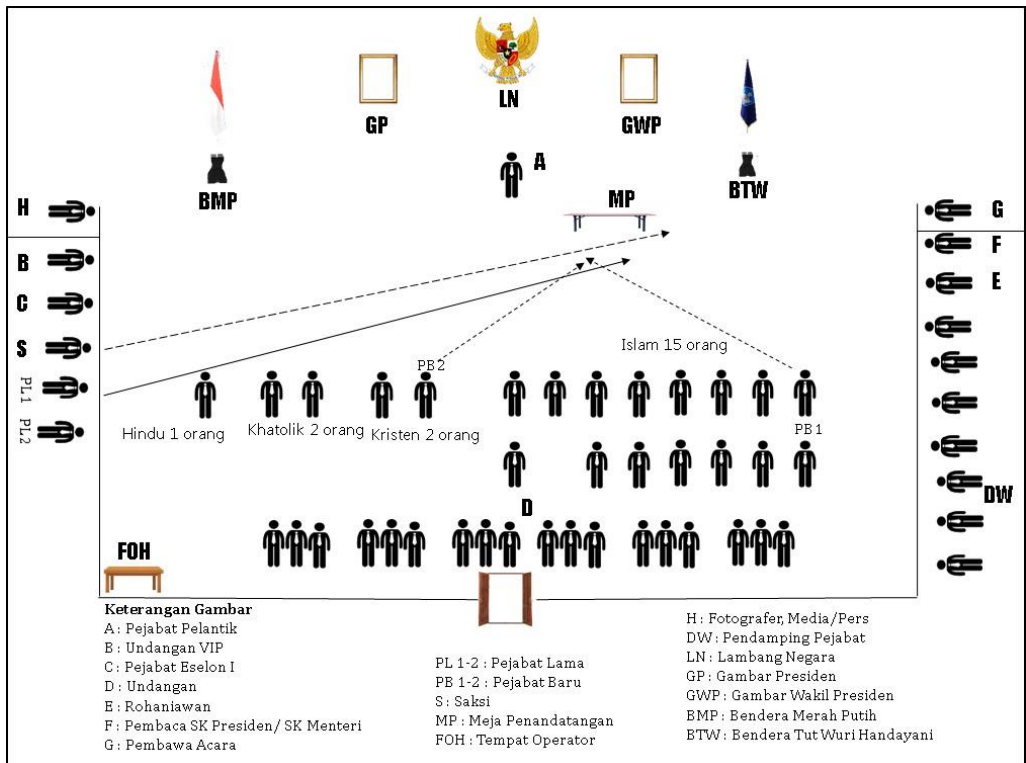 LN
GP
GWP
A
BMP
MP
BTW
H
G
B
F
C
E
S
Islam 15 orang
PL1
PB2
PL2
Hindu 1 orang
Khatolik 2 orang
Kristen 2 orang
PB1
D
DW
FOH
Keterangan Gambar
A : Pejabat Pelantik
B : Undangan VIP
C : Pejabat Eselon I
D : Undangan
E : Rohaniawan
F : Pembaca SK Presiden/ SK Menteri
G : Pembawa Acara
PL 1-2 : Pejabat Lama
PB 1-2 : Pejabat Baru
S : Saksi
MP : Meja Penandatangan
FOH : Tempat Operator
H : Fotografer, Media/Pers
DW : Pendamping Pejabat
LN : Lambang Negara
GP : Gambar Presiden
GWP : Gambar Wakil Presiden
BMP : Bendera Merah Putih
BTW : Bendera Tut Wuri Handayani